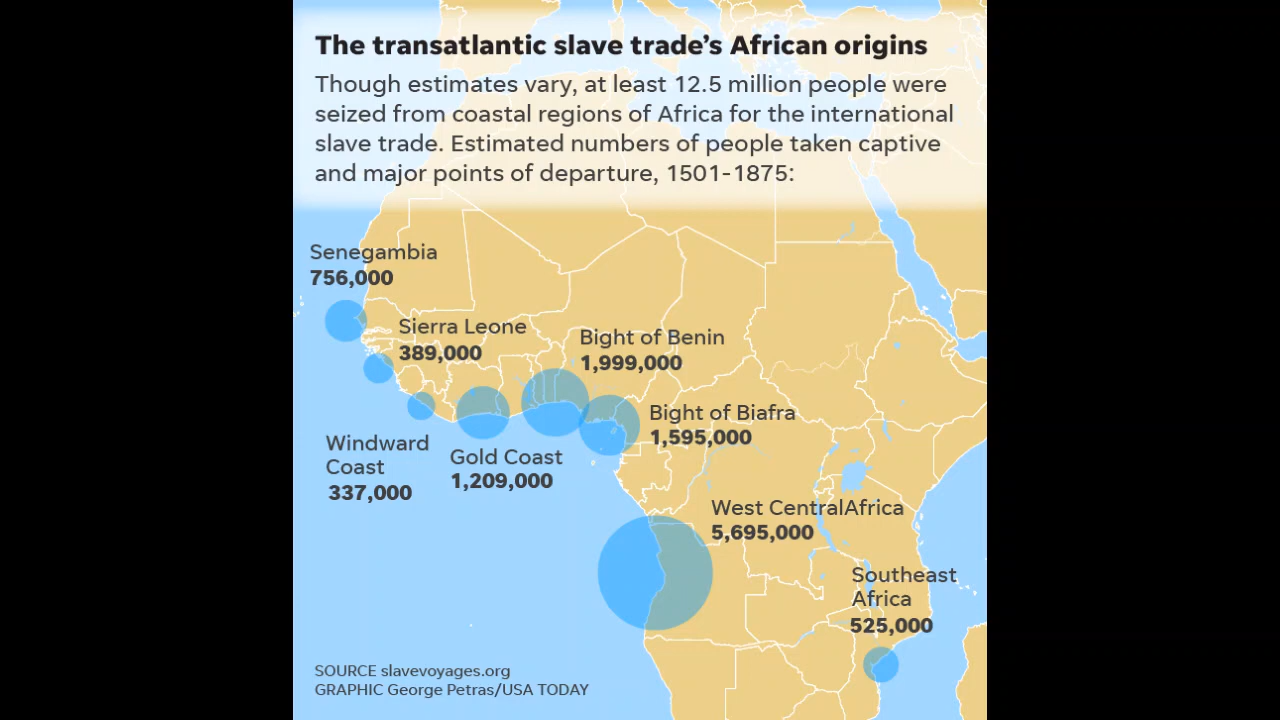 The transatlantic slave trade's African origins
Though estimates vary, at least 12.5 million people were
seized from coastal regions of Africa for the international
slave trade. Estimated numbers of people taken captive
and major points of departure, 1501-1875:
Senegambia
756,000
Sierra Leone
389,000
Bight of Benin
1,999,000
Bight of Biafra
1,595,000
Windward
Coast
337,000
Gold Coast
1,209,000
West CentralAfrica
5,695,000
Southeast
Africa
525,000
SOURCE slavevoyages.org
GRAPHIC George Petras/USA TODAY